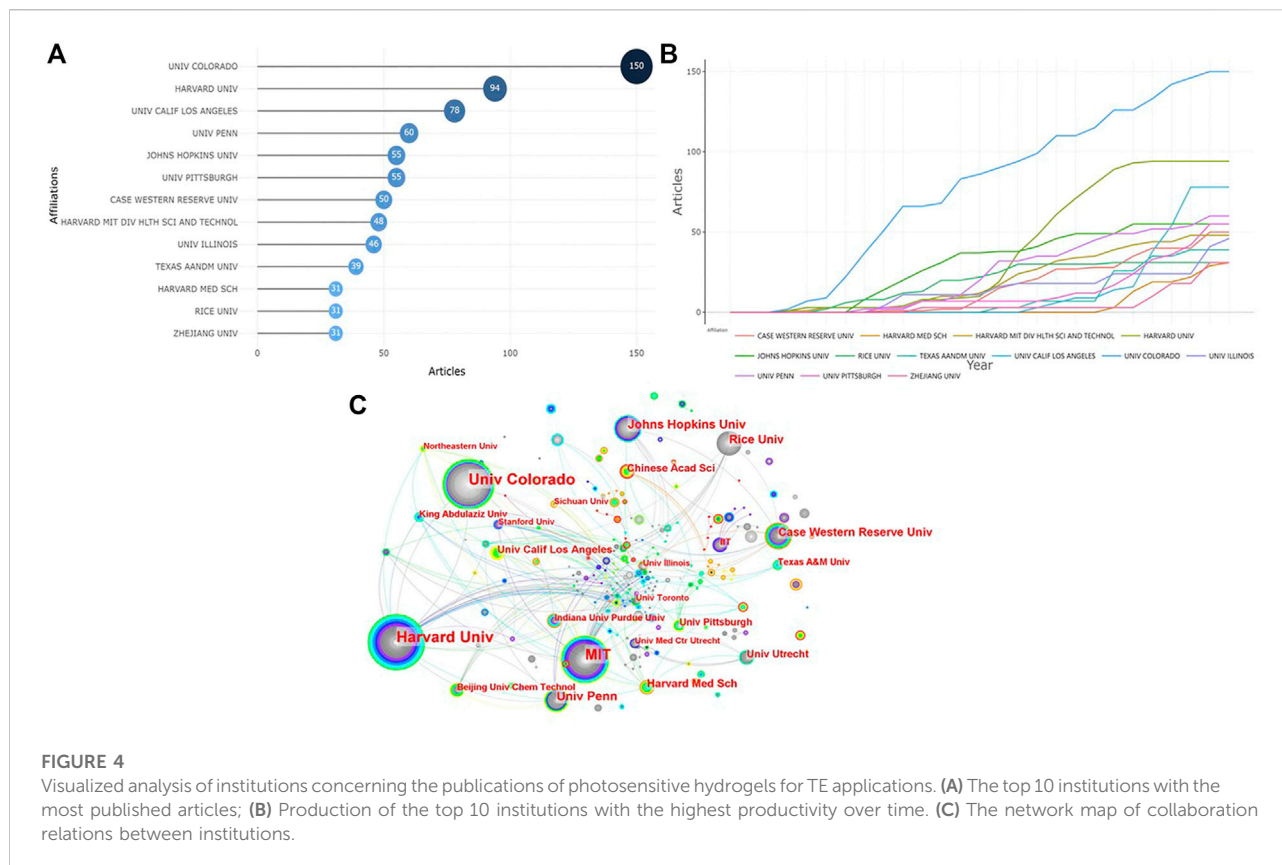 A
UNIV COLORADO
150
HARVARD UNIV
94
UNIV CALIF LOS ANGELES
78
UNIV PENN
60
JOHNS HOPKINS UNIV
55
UNIV PITTSBURGH
55
CASE WESTERN RESERVE UNIV
50
HARVARD MIT DIV HLTH SCI AND TECHNOL
48
UNIV ILLINOIS
46
TEXAS AANDM UNIV
39
HARVARD MED SCH
31
RICE UNIV
31
ZHEJIANG UNIV
31
Affiliations
0 50 100 150
Articles
B
150
100
50
0
Articles
Affiliation
CASE WESTERN RESERVE UNIV HARVARD MED SCH HARVARD MIT DIV HLTH SCI AND TECHNOL HARVARD UNIV
JOHNS HOPKINS UNIV RICE UNIV TEXAS AANDM UNIV UNIV CALIF LOS ANGELES UNIV COLORADO UNIV ILLINOIS
Year
UNIV PENN UNIV PITTSBURGH ZHEJIANG UNIV
C
Johns Hopkins Univ
Rice Univ
Northeastern Univ
Chinese Acad Sci
Univ Colorado
Sichuan Univ
King Abdulaziz Univ
Stanford Univ
Case Western Reserve Univ
IIT
Univ Calif Los Angeles
Univ Illinois
Texas A&M Univ
Univ Toronto
Indiana Univ Purdue Univ
Univ Pittsburgh
Harvard Univ
Univ Med Ctr Utrecht
MIT
Univ Utrecht
Beijing Univ Chem Technol
Harvard Med Sch
Univ Penn
FIGURE 4
Visualized analysis of institutions concerning the publications of photosensitive hydrogels for TE applications. (A) The top 10 institutions with the
most published articles; (B) Production of the top 10 institutions with the highest productivity over time. (C) The network map of collaboration
relations between institutions.